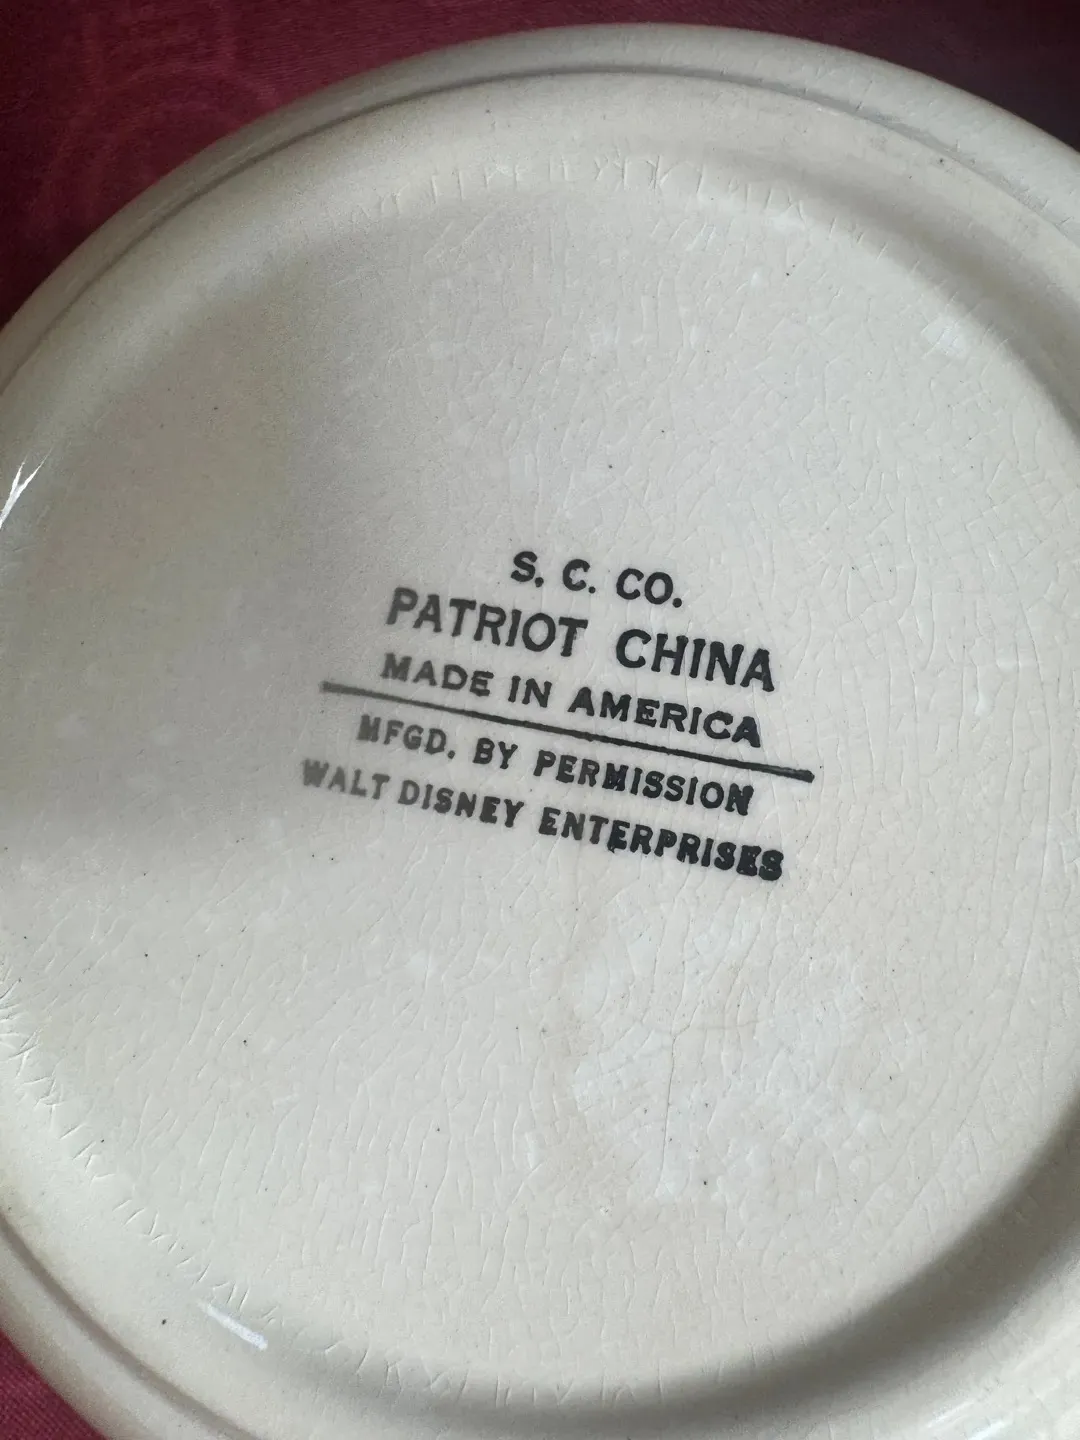 S. C. CO.
PATRIOT CHINA
MADE IN AMERICA
MFGD. BY PERMISSION
WALT DISNEY ENTERPRISES